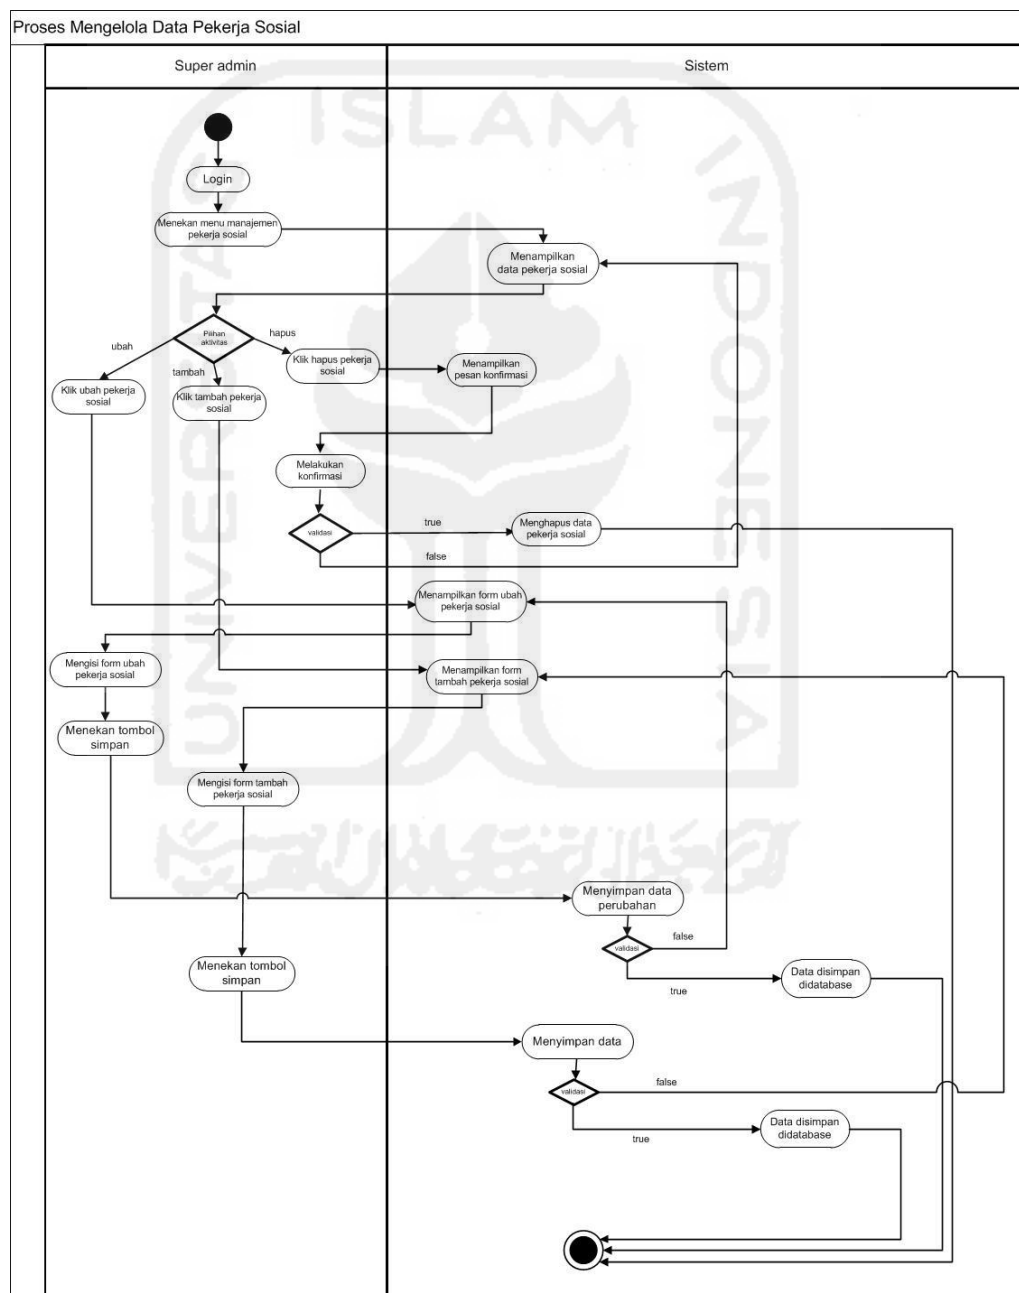 Proses Mengelola Data Pekerja Sosial
Super admin
Sistem
ISLAM
UNIVERSITAS
INDONESIA
Login
Menekan menu manajemen
pekerja sosial
Menampilkan
data pekerja sosial
Pilihan
aktivitas
ubah
tambah
hapus
Klik ubah pekerja
sosial
Klik tambah pekerja
sosial
Klik hapus pekerja
sosial
Menampilkan
pesan konfirmasi
Melakukan
konfirmasi
validasi
true
false
Menghapus data
pekerja sosial
Menampilkan form ubah
pekerja sosial
Mengisi form ubah
pekerja sosial
Menampilkan form
tambah pekerja sosial
Menekan tombol
simpan
Mengisi form tambah
pekerja sosial
Menyimpan data
perubahan
validasi
false
true
Data disimpan
didatabase
Menekan tombol
simpan
Menyimpan data
validasi
false
true
Data disimpan
didatabase